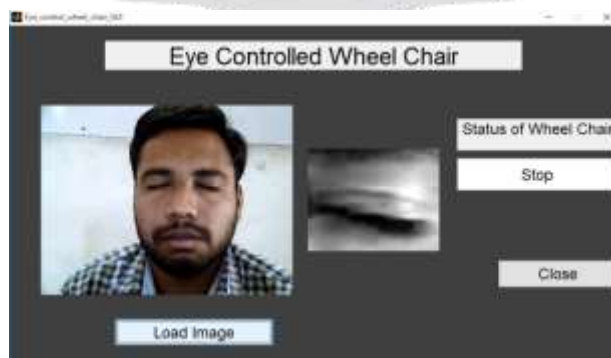 Eye Controlled Wheel Chair
Status of Wheel Chair
Stop
Close
Load Image